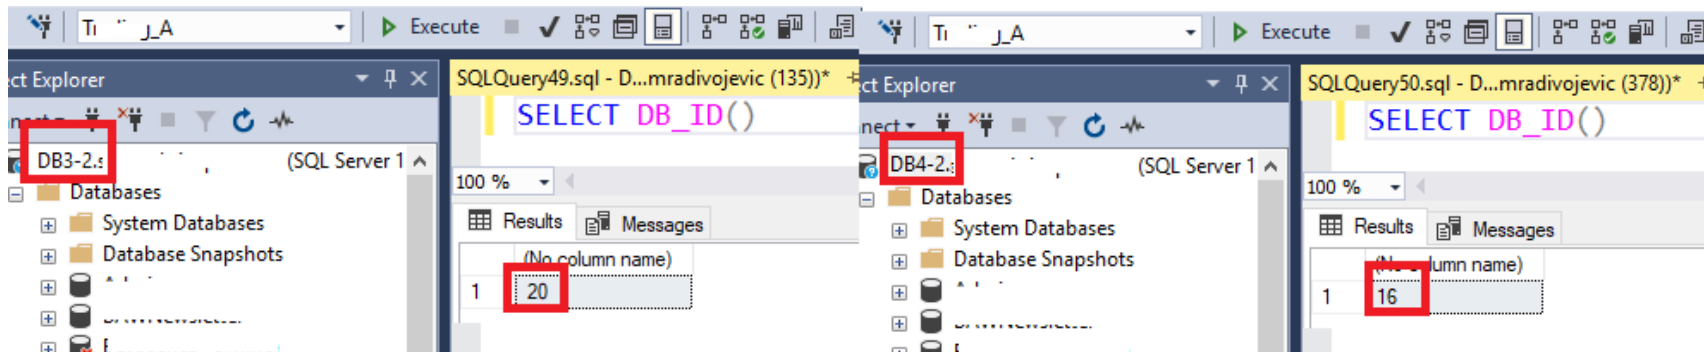 Execute
ct Explorer
SQLQuery49.sql - D...mradivojevic (135))*
SELECT DB_ID()
DB3-2.
(SQL Server 1
Databases
System Databases
Database Snapshots
100 %
Results
Messages
(No column name)
1
20
Execute
ct Explorer
SQLQuery50.sql - D...mradivojevic (378))*
SELECT DB_ID()
nect
DB4-2.
(SQL Server 1
Databases
System Databases
Database Snapshots
100 %
Results
Messages
column name)
1
16